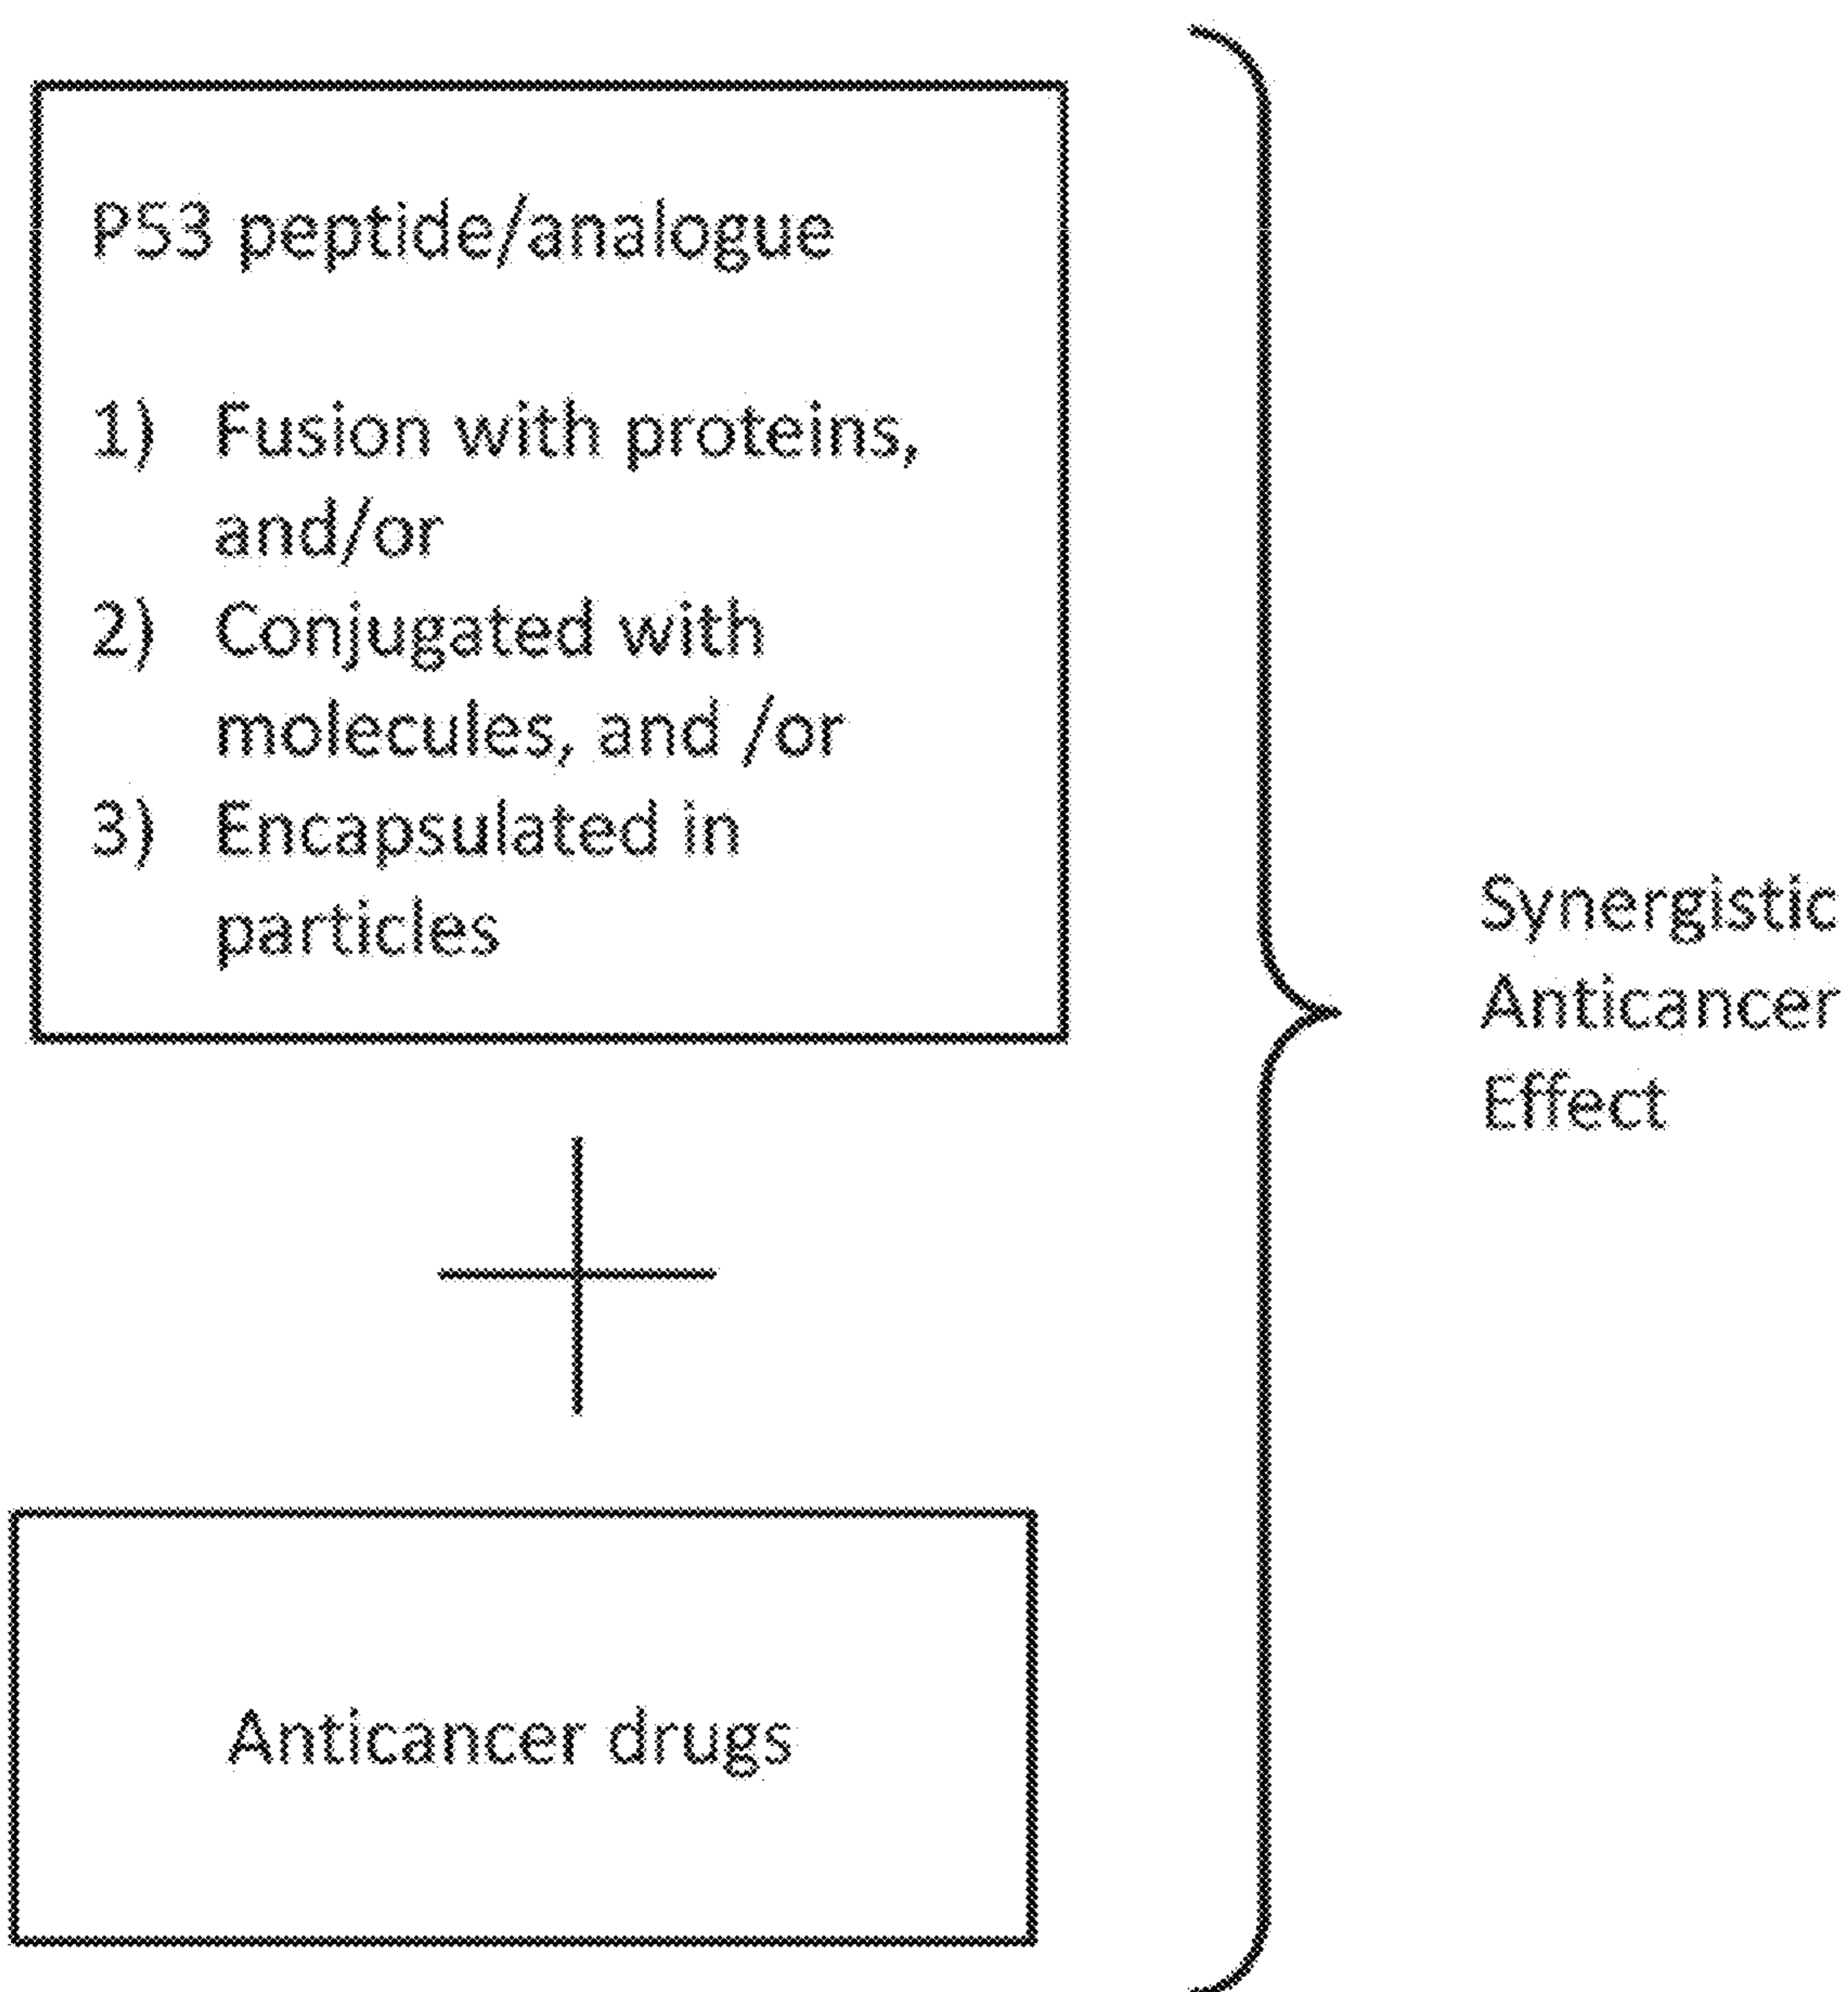 P53 peptide/analogue
1) Fusion with proteins,
and/or
2) Conjugated with
molecules, and /or
3) Encapsulated in
particles
Synergistic
Anticancer
Effect
Anticancer drugs